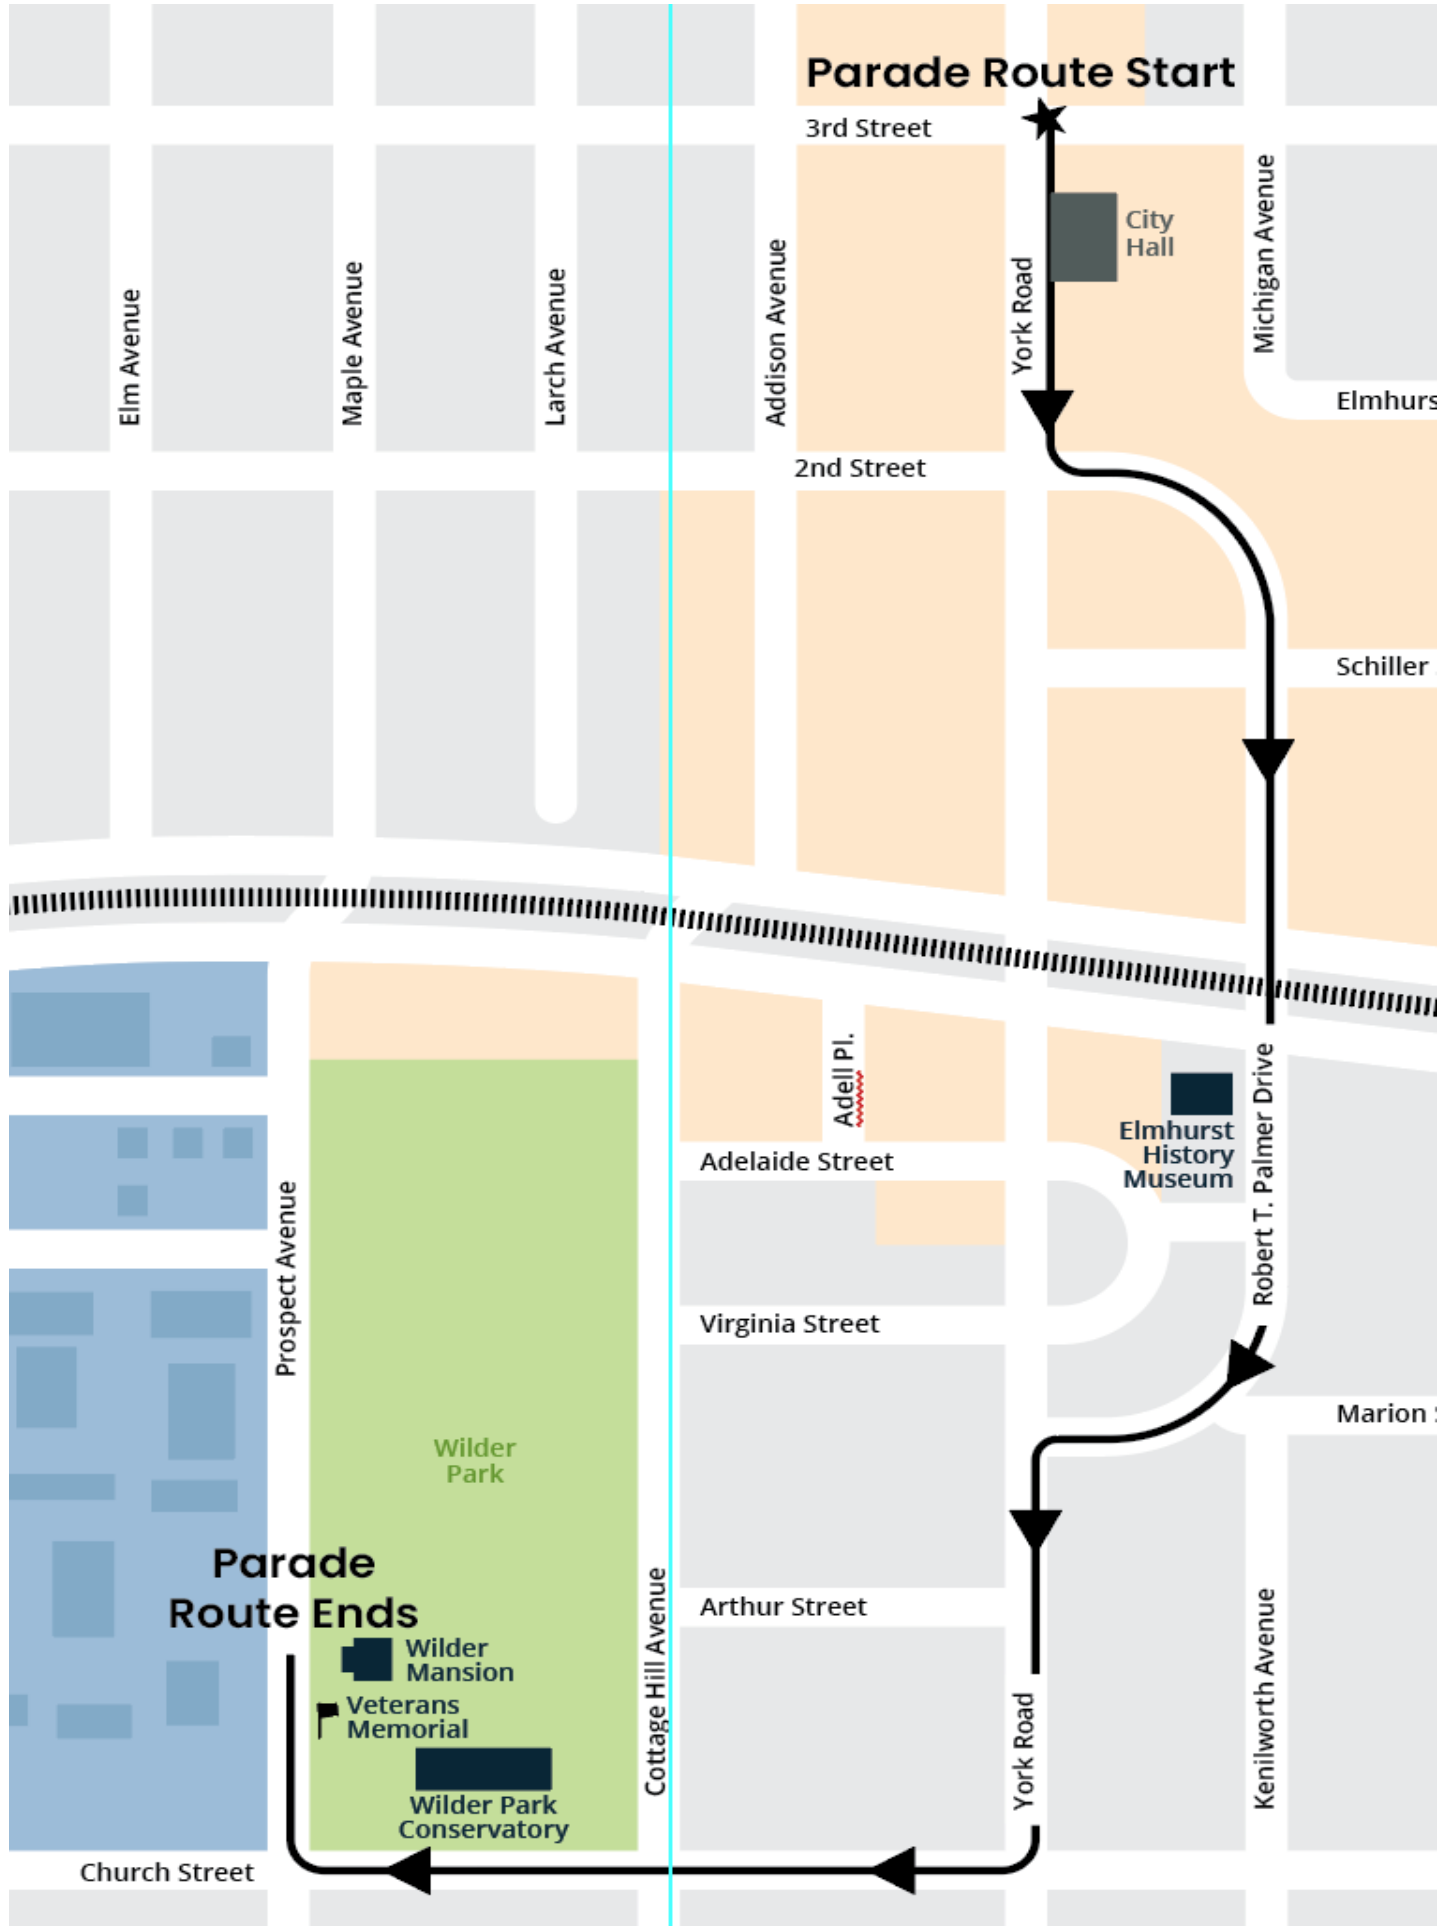 Parade Route Start
3rd Street
City
Hall
Michigan Avenue
York Road
Addison Avenue
Larch Avenue
Maple Avenue
Elm Avenue
Elmhurs
2nd Street
Schiller
Adell Pl.
Elmhurst
History
Museum
Robert T. Palmer Drive
Adelaide Street
Prospect Avenue
Virginia Street
Marion
Wilder
Park
Parade
Route Ends
Arthur Street
Cottage Hill Avenue
Kenilworth Avenue
Wilder
Mansion
Veterans
Memorial
York Road
Wilder Park
Conservatory
Church Street